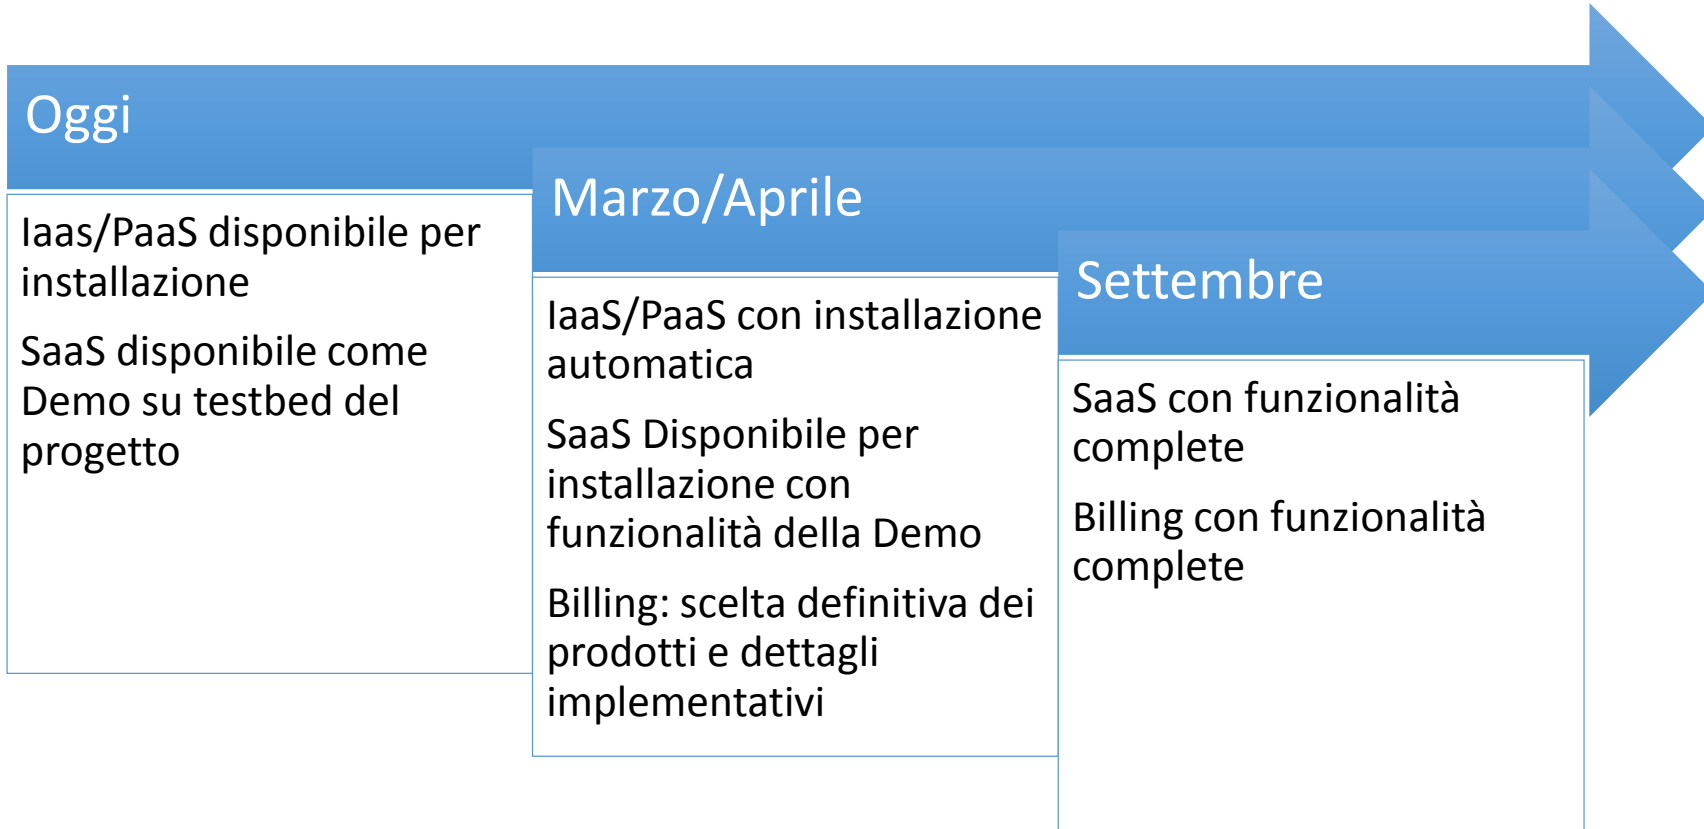 Oggi
Iaas/PaaS disponibile per
installazione
SaaS disponibile come
Demo su testbed del
progetto
Marzo/Aprile
IaaS/PaaS con installazione
automatica
SaaS Disponibile per
installazione con
funzionalità della Demo
Billing: scelta definitiva dei
prodotti e dettagli
implementativi
Settembre
SaaS con funzionalità
complete
Billing con funzionalità
complete